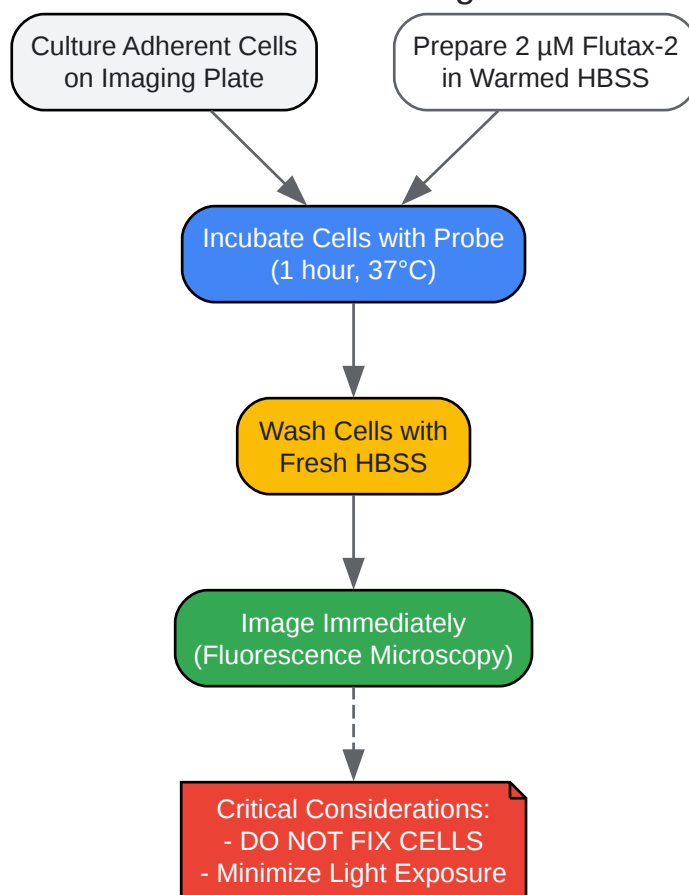 Culture Adherent Cells
on Imaging Plate
Prepare 2 µM Flutax-2
in Warmed HBSS
Incubate Cells with Probe
(1 hour, 37°C)
Wash Cells with
Fresh HBSS
Image Immediately
(Fluorescence Microscopy)
Critical Considerations:
- DO NOT FIX CELLS
- Minimize Light Exposure